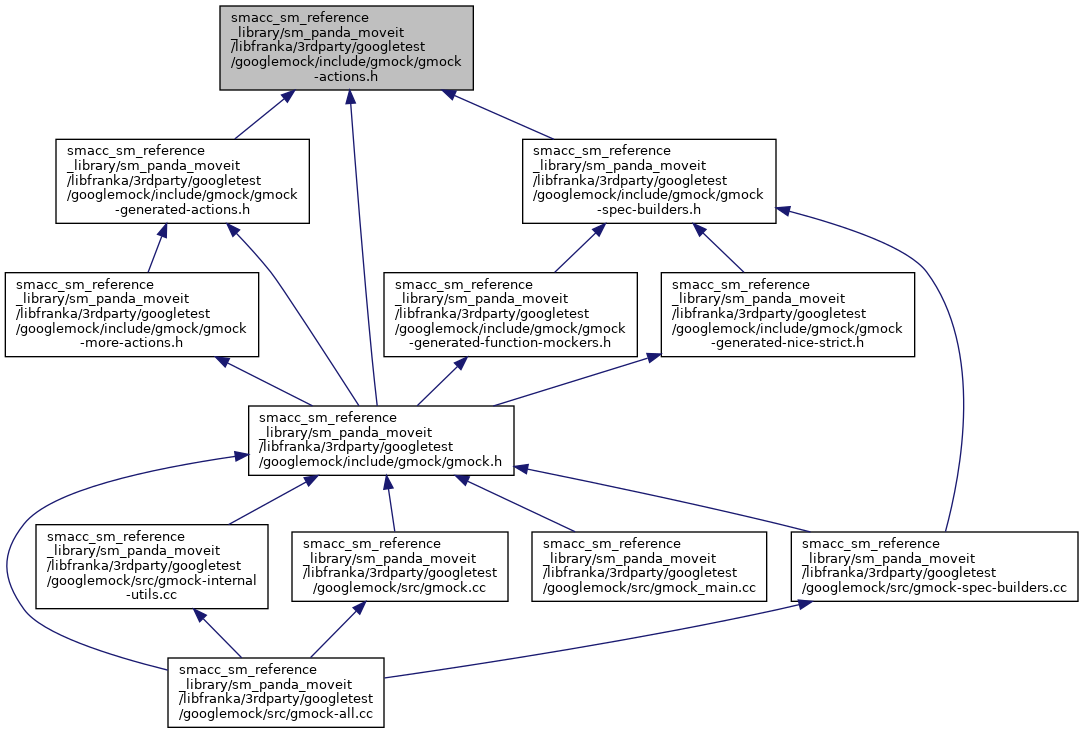 smacc_sm_reference
_library/sm_panda_moveit
/libfranka/3rdparty/googletest
/googlemock/include/gmock/gmock
-actions.h
smacc_sm_reference
_library/sm_panda_moveit
/libfranka/3rdparty/googletest
/googlemock/include/gmock/gmock
-generated-actions.h
smacc_sm_reference
_library/sm_panda_moveit
/libfranka/3rdparty/googletest
/googlemock/include/gmock/gmock
-spec-builders.h
smacc_sm_reference
_library/sm_panda_moveit
/libfranka/3rdparty/googletest
/googlemock/include/gmock/gmock
-more-actions.h
smacc_sm_reference
_library/sm_panda_moveit
/libfranka/3rdparty/googletest
/googlemock/include/gmock/gmock
-generated-function-mockers.h
smacc_sm_reference
_library/sm_panda_moveit
/libfranka/3rdparty/googletest
/googlemock/include/gmock/gmock
-generated-nice-strict.h
smacc_sm_reference
_library/sm_panda_moveit
/libfranka/3rdparty/googletest
/googlemock/include/gmock/gmock.h
smacc_sm_reference
_library/sm_panda_moveit
/libfranka/3rdparty/googletest
/googlemock/src/gmock-internal
-utils.cc
smacc_sm_reference
_library/sm_panda_moveit
/libfranka/3rdparty/googletest
/googlemock/src/gmock.cc
smacc_sm_reference
_library/sm_panda_moveit
/libfranka/3rdparty/googletest
/googlemock/src/gmock_main.cc
smacc_sm_reference
_library/sm_panda_moveit
/libfranka/3rdparty/googletest
/googlemock/src/gmock-spec-builders.cc
smacc_sm_reference
_library/sm_panda_moveit
/libfranka/3rdparty/googletest
/googlemock/src/gmock-all.cc